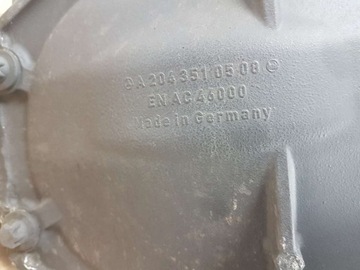 A 204 351 05 08
EN AC 46000
Made in Germany